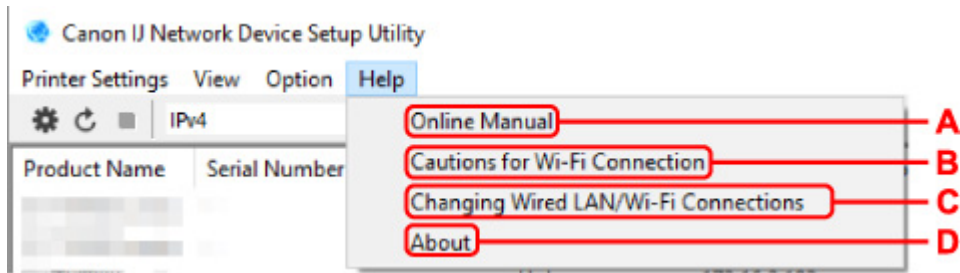 Canon IJ Network Device Setup Utility
Printer Settings View Option Help
IPv4
Online Manual A
Cautions for Wi-Fi Connection B
Product Name Serial Number
Changing Wired LAN/Wi-Fi Connections C
About D